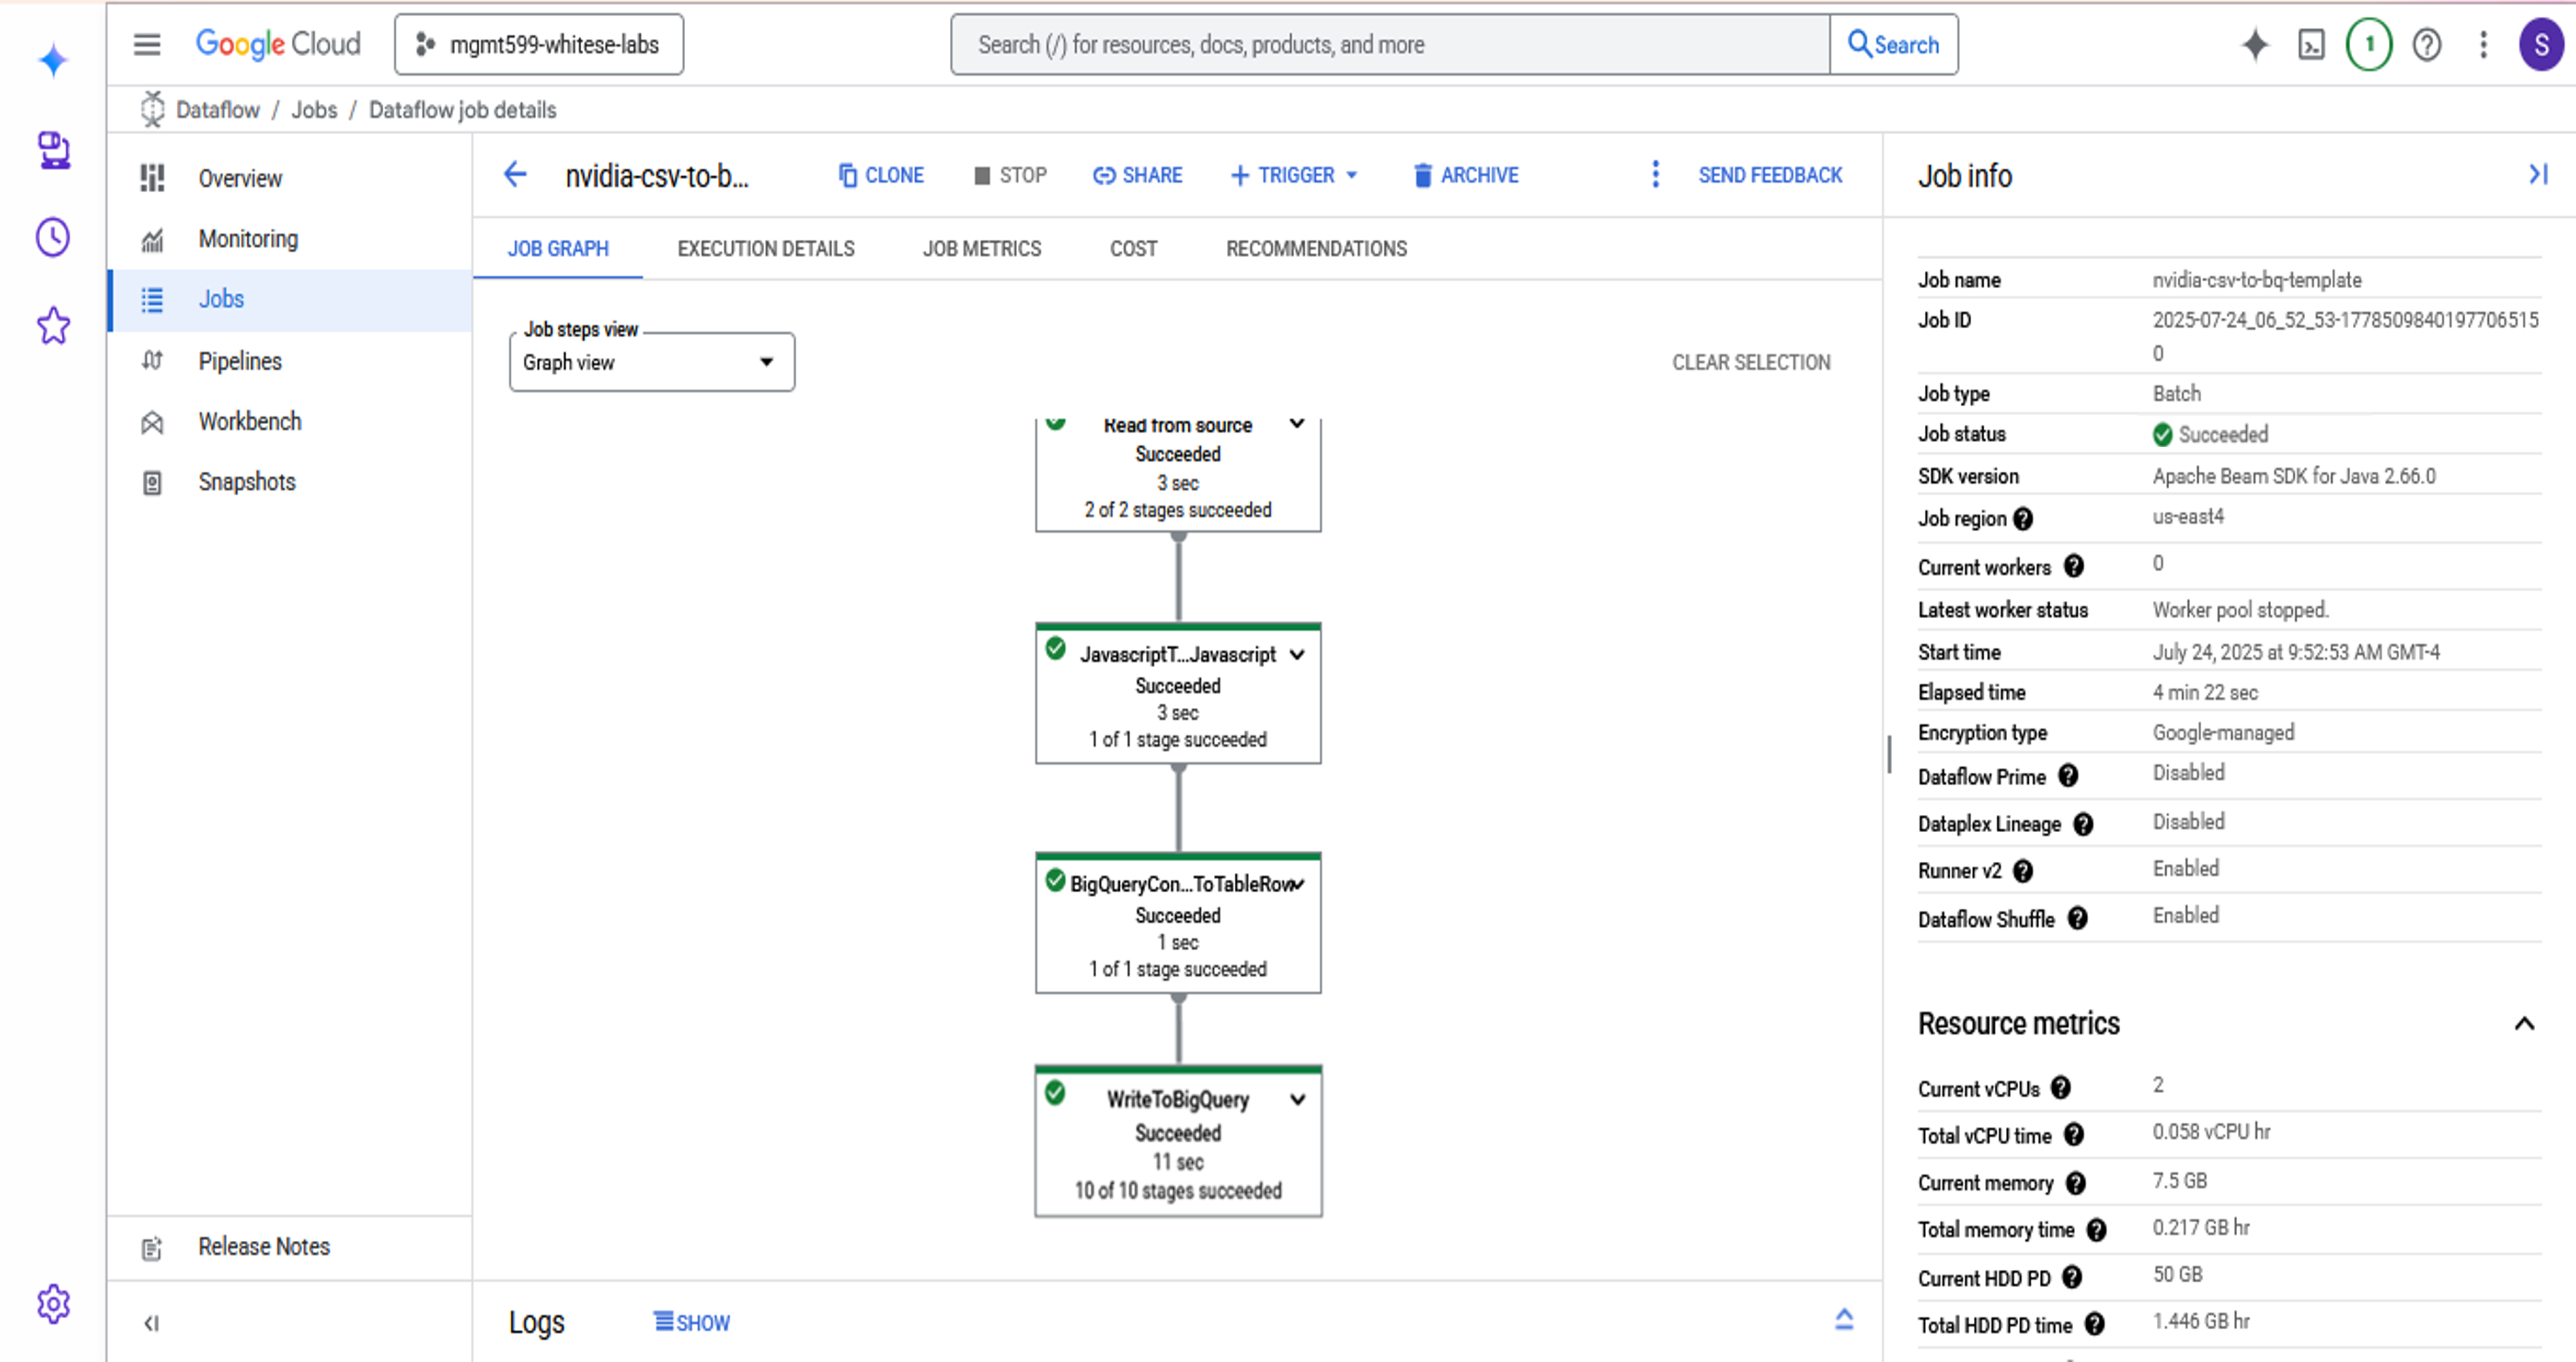 Google Cloud
mgmt599-whitese-labs
Search (/) for resources, docs, products, and more
Search
1
S
Dataflow / Jobs / Dataflow job details
Overview
Monitoring
Jobs
Pipelines
Workbench
Snapshots
Release Notes
nvidia-csv-to-b...
CLONE
STOP
SHARE
TRIGGER
ARCHIVE
SEND FEEDBACK
JOB GRAPH
EXECUTION DETAILS
JOB METRICS
COST
RECOMMENDATIONS
Job steps view
Graph view
CLEAR SELECTION
Read from source
Succeeded
3 sec
2 of 2 stages succeeded
JavascriptT...Javascript
Succeeded
3 sec
1 of 1 stage succeeded
BigQueryCon...ToTableRow
Succeeded
1 sec
1 of 1 stage succeeded
WriteToBigQuery
Succeeded
11 sec
10 of 10 stages succeeded
Logs
SHOW
Job info
Job name nvidia-csv-to-bq-template
Job ID 2025-07-24_06_52_53-1778509840197706515
0
Job type Batch
Job status Succeeded
SDK version Apache Beam SDK for Java 2.66.0
Job region us-east4
Current workers 0
Latest worker status Worker pool stopped.
Start time July 24, 2025 at 9:52:53 AM GMT-4
Elapsed time 4 min 22 sec
Encryption type Google-managed
Dataflow Prime Disabled
Dataplex Lineage Disabled
Runner v2 Enabled
Dataflow Shuffle Enabled
Resource metrics
Current vCPUs 2
Total vCPU time 0.058 vCPU hr
Current memory 7.5 GB
Total memory time 0.217 GB hr
Current HDD PD 50 GB
Total HDD PD time 1.446 GB hr